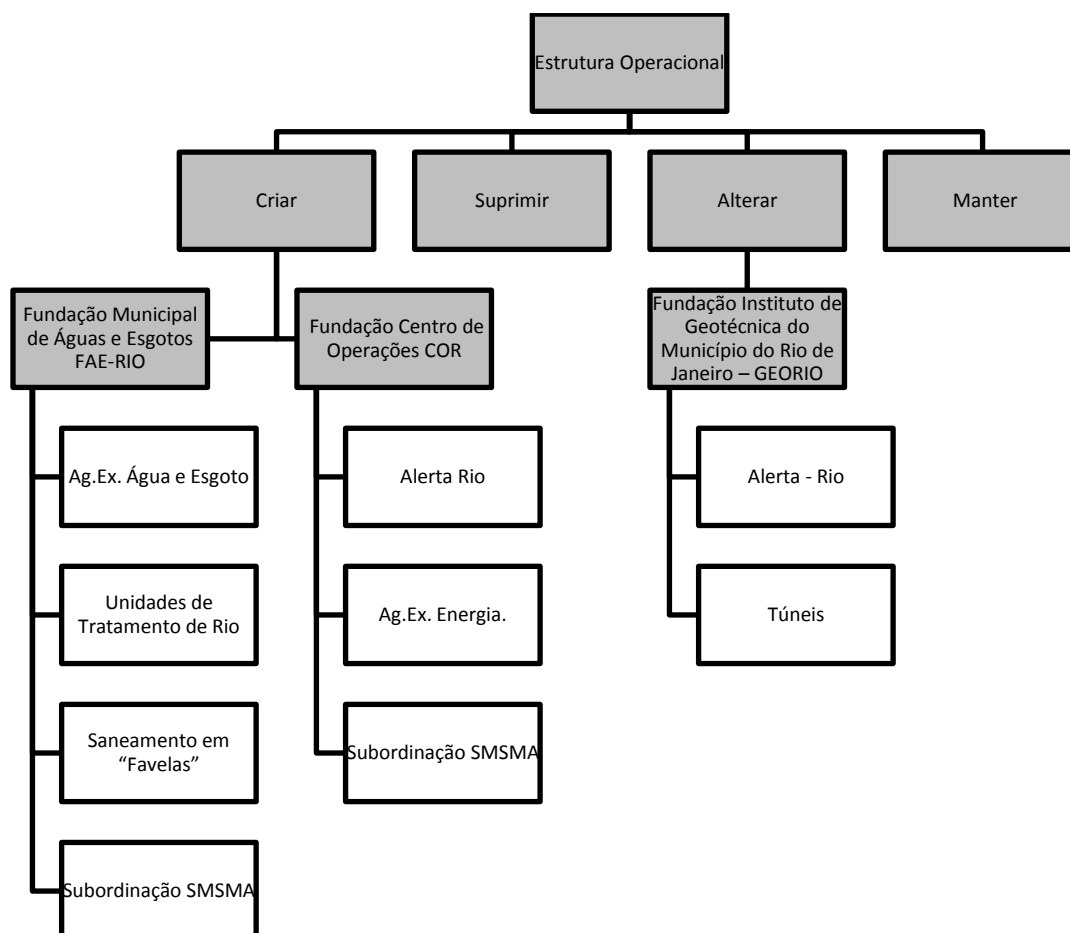 Estrutura Operacional
Criar
Suprimir
Alterar
Manter
Fundação Municipal
de Águas e Esgotos
FAE-RIO
Fundação Centro de
Operações COR
Fundação Instituto de
Geotécnica do
Município do Rio de
Janeiro – GEORIO
Ag.Ex. Água e Esgoto
Alerta Rio
Alerta - Rio
Unidades de
Tratamento de Rio
Ag.Ex. Energia.
Túneis
Saneamento em
“Favelas”
Subordinação SMSMA
Subordinação SMSMA